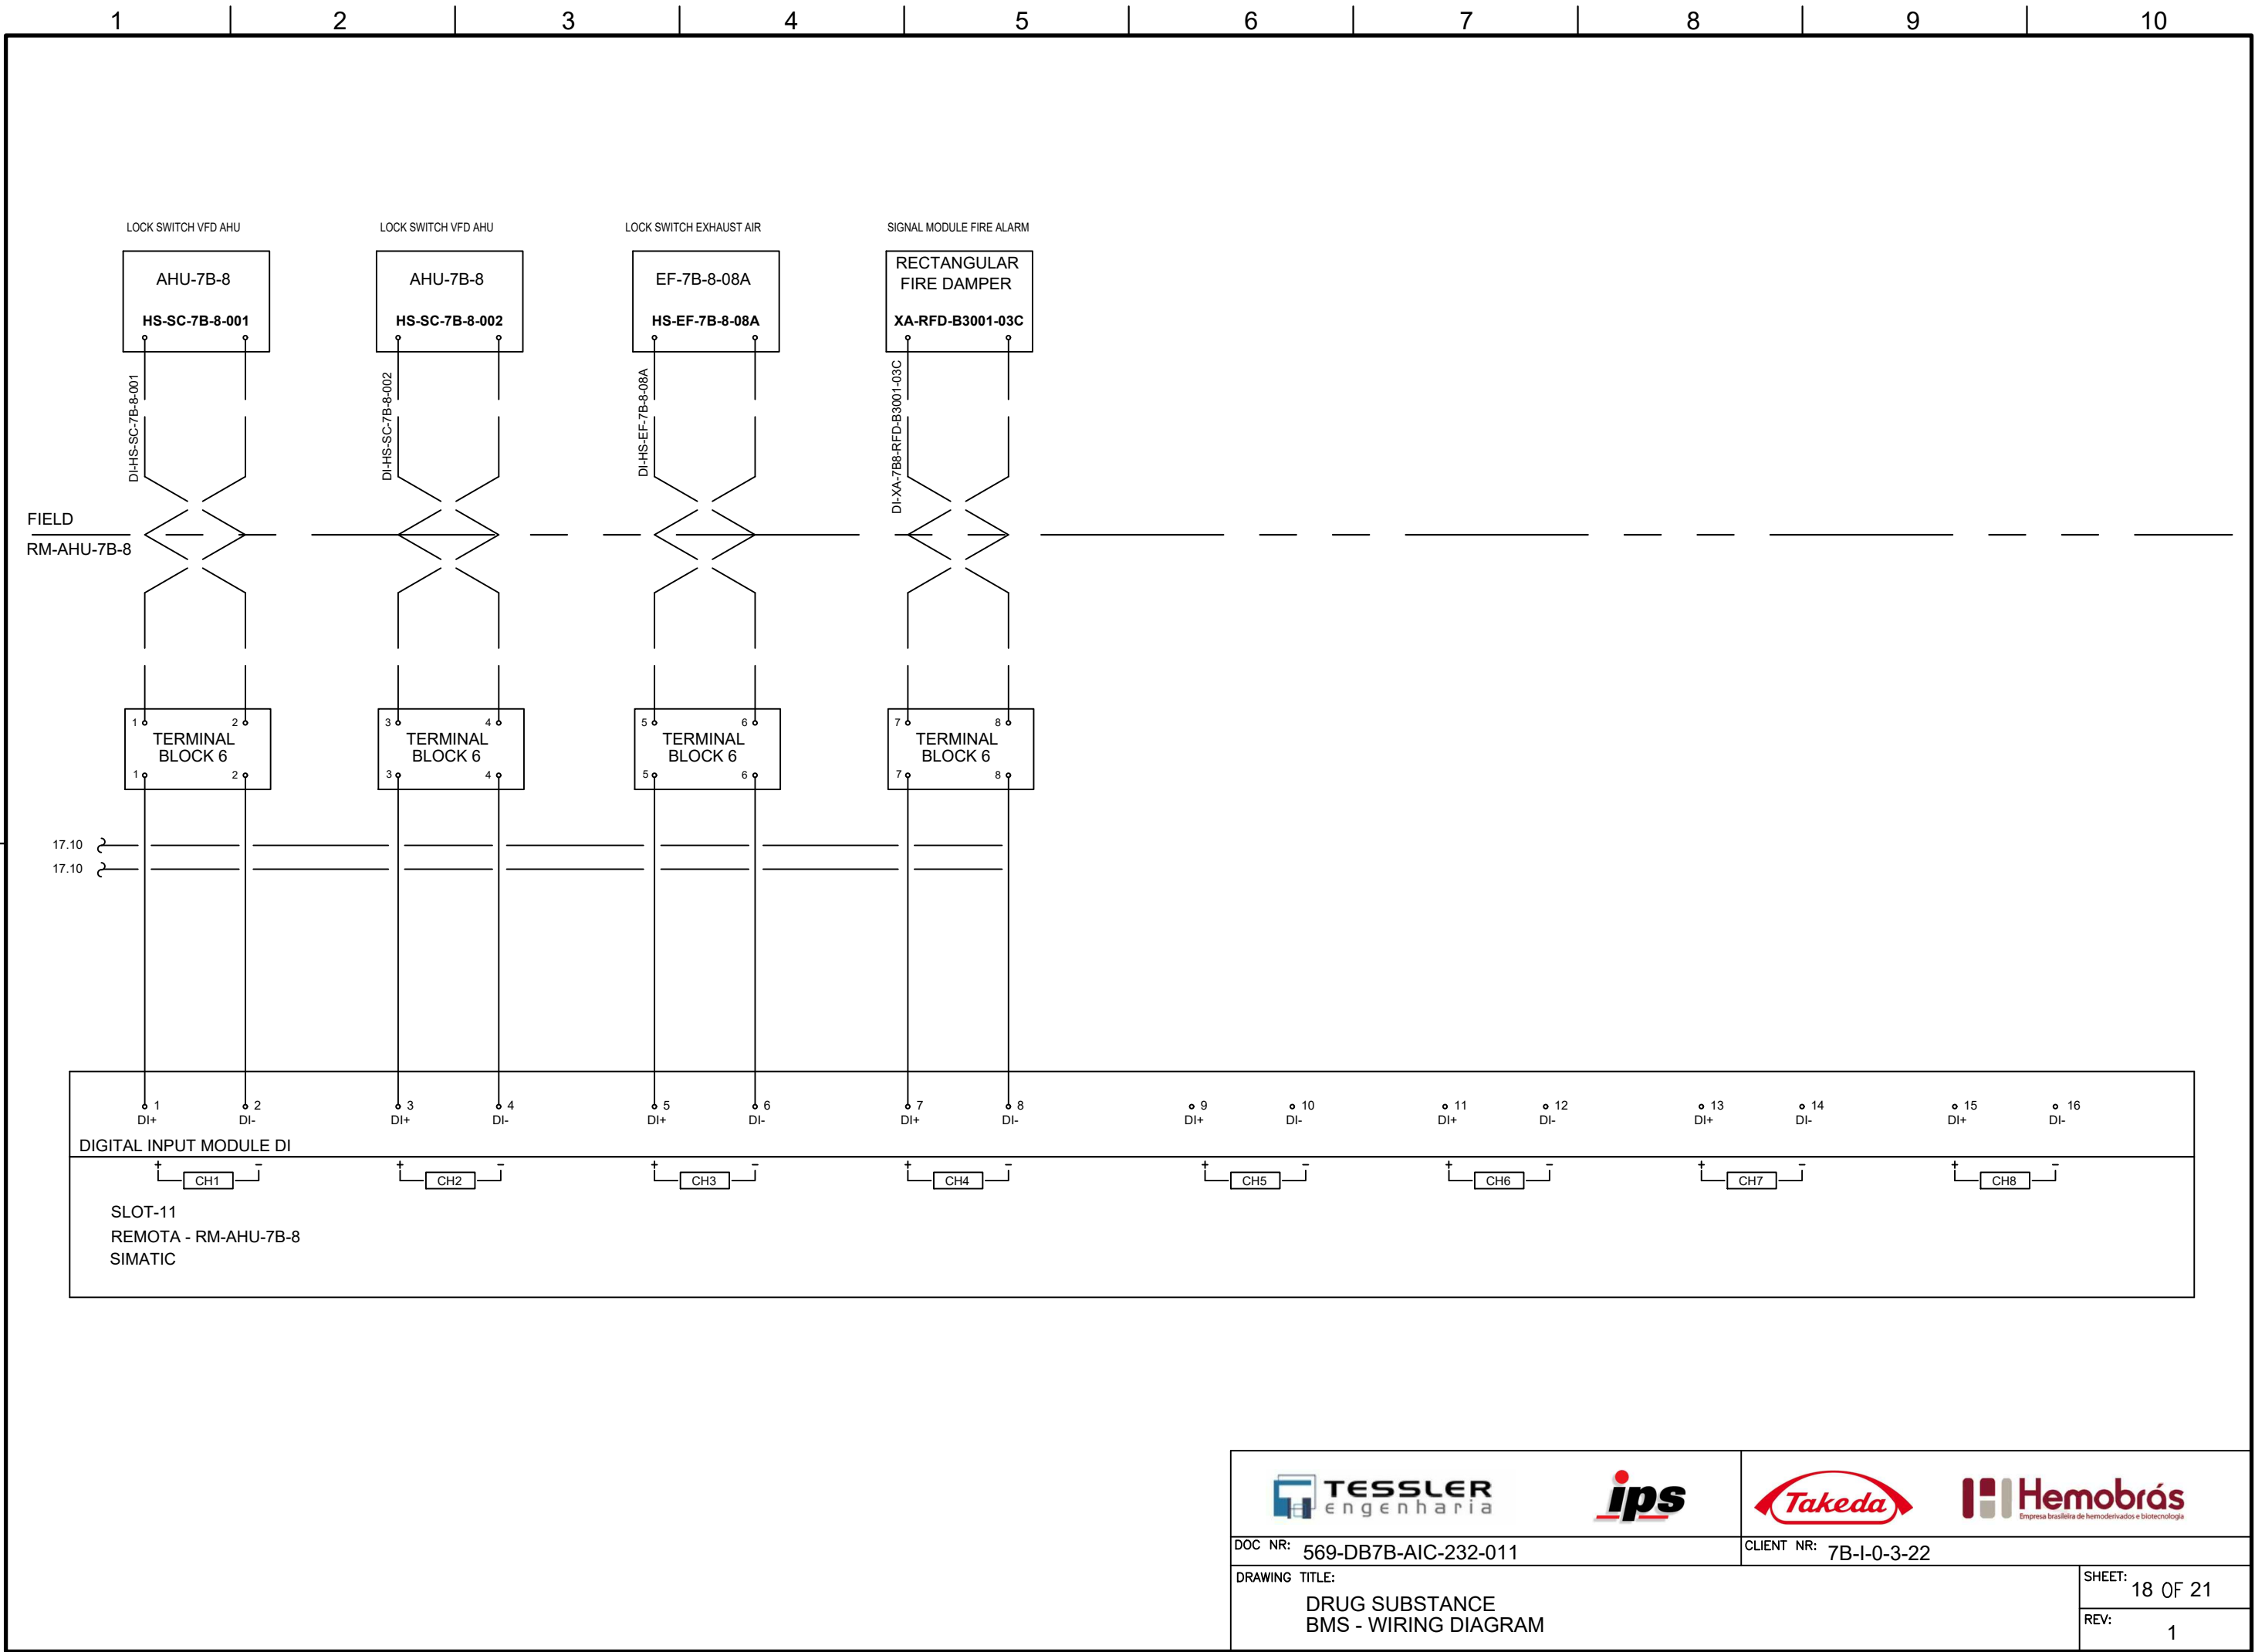 1 2 3 4 5 6 7 8 9 10
LOCK SWITCH VFD AHU
LOCK SWITCH VFD AHU
LOCK SWITCH EXHAUST AIR
SIGNAL MODULE FIRE ALARM
AHU-7B-8
HS-SC-7B-8-001
AHU-7B-8
HS-SC-7B-8-002
EF-7B-8-08A
HS-EF-7B-8-08A
RECTANGULAR
FIRE DAMPER
XA-RFD-B3001-03C
DI-HS-SC-7B-8-001
DI-HS-SC-7B-8-002
DI-HS-EF-7B-8-08A
DI-XA-7B8-RFD-B3001-03C
FIELD
RM-AHU-7B-8
1 2
TERMINAL
BLOCK 6
1 2
3 4
TERMINAL
BLOCK 6
3 4
5 6
TERMINAL
BLOCK 6
5 6
7 8
TERMINAL
BLOCK 6
7 8
17.10
17.10
1 2 3 4 5 6 7 8 9 10 11 12 13 14 15 16
DI+ DI- DI+ DI- DI+ DI- DI+ DI- DI+ DI- DI+ DI- DI+ DI- DI+ DI-
DIGITAL INPUT MODULE DI
+ - + - + - + - + - + - + - + -
CH1 CH2 CH3 CH4 CH5 CH6 CH7 CH8
SLOT-11
REMOTA - RM-AHU-7B-8
SIMATIC
TESSLER
engenharia
ips
Takeda
Hemobrás
Empresa brasileira de hemoderivados e biotecnologia
DOC NR: 569-DB7B-AIC-232-011
CLIENT NR: 7B-I-0-3-22
DRAWING TITLE:
DRUG SUBSTANCE
BMS - WIRING DIAGRAM
SHEET: 18 OF 21
REV: 1